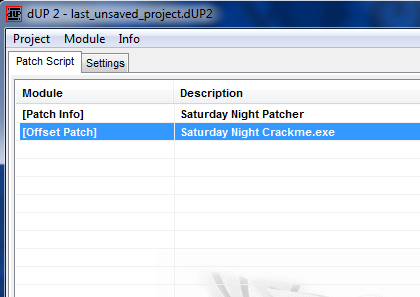 dUP 2 - last_unsaved_project.dUP2
Project Module Info
Patch Script Settings
Module Description
[Patch Info] Saturday Night Patcher
[Offset Patch] Saturday Night Crackme.exe